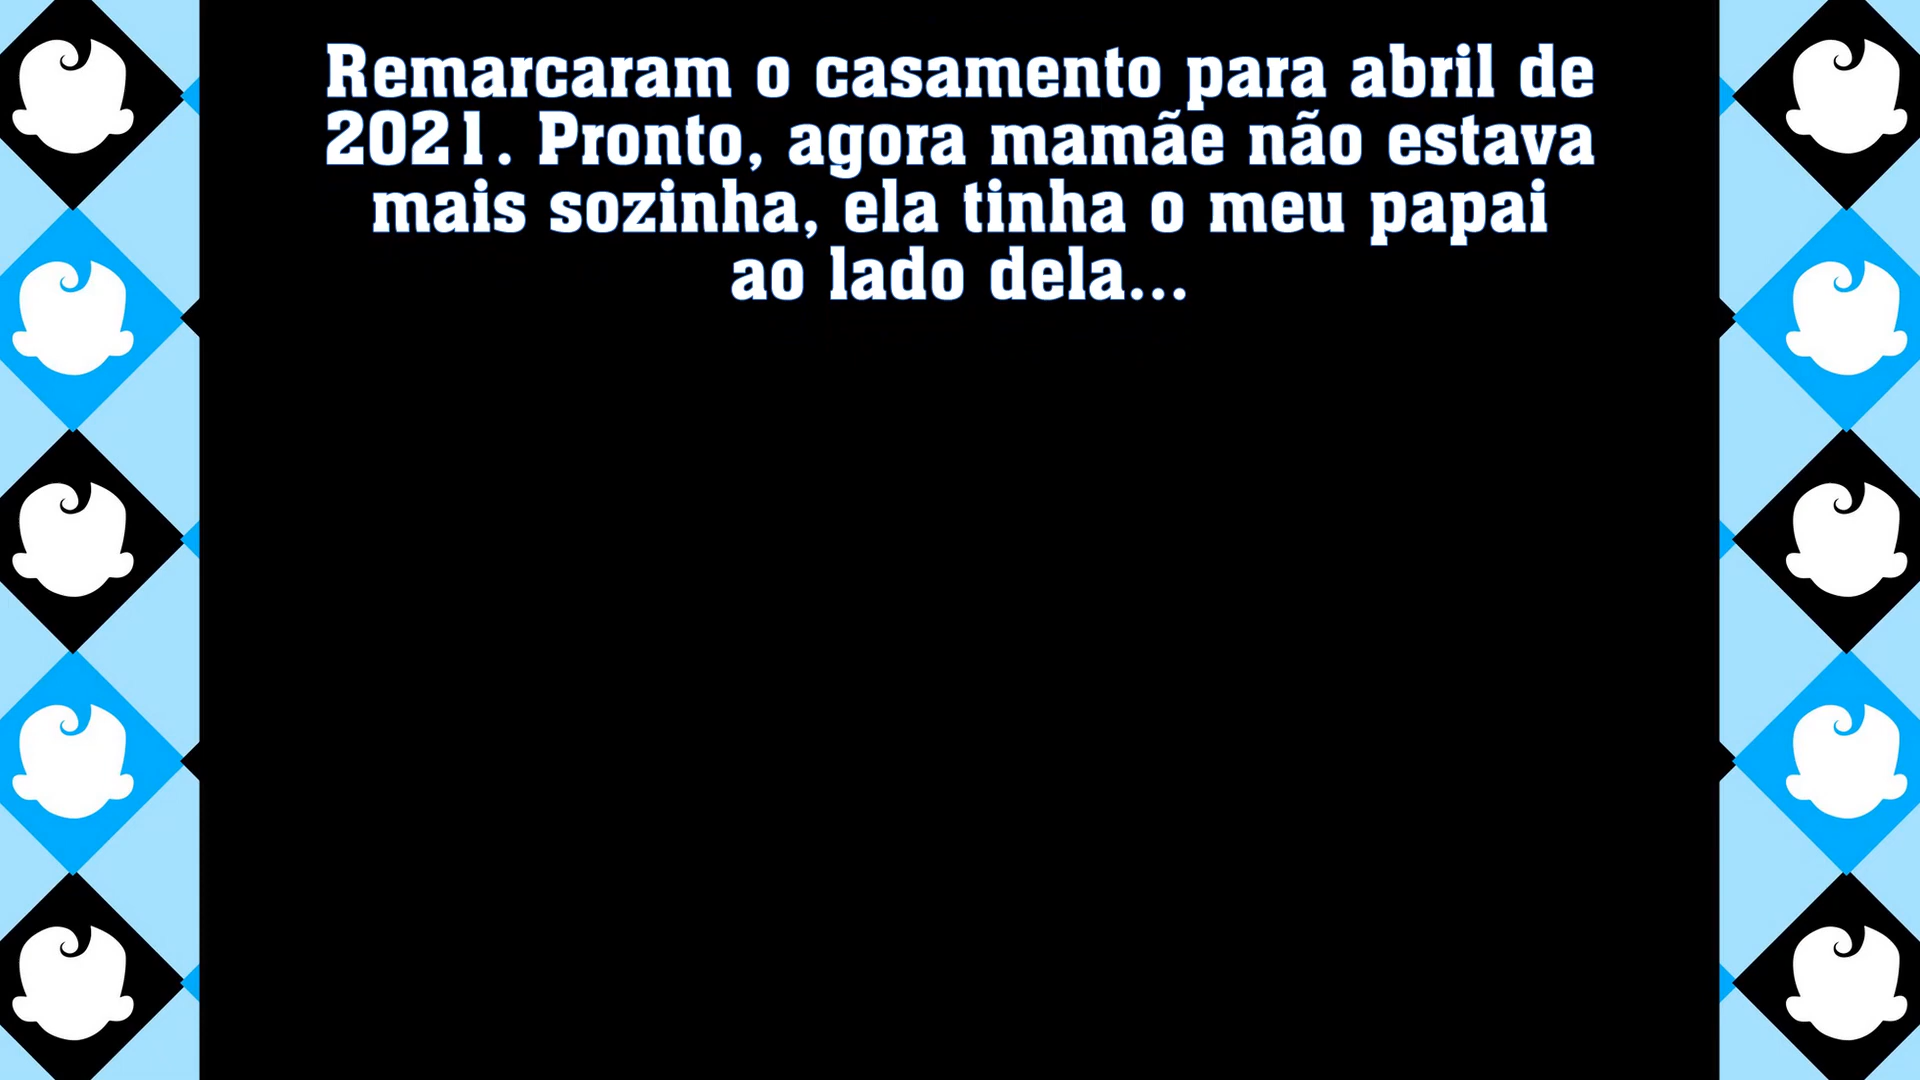 Remarcaram o casamento para abril de
2021. Pronto, agora mamãe não estava
mais sozinha, ela tinha o meu papai
ao lado dela...